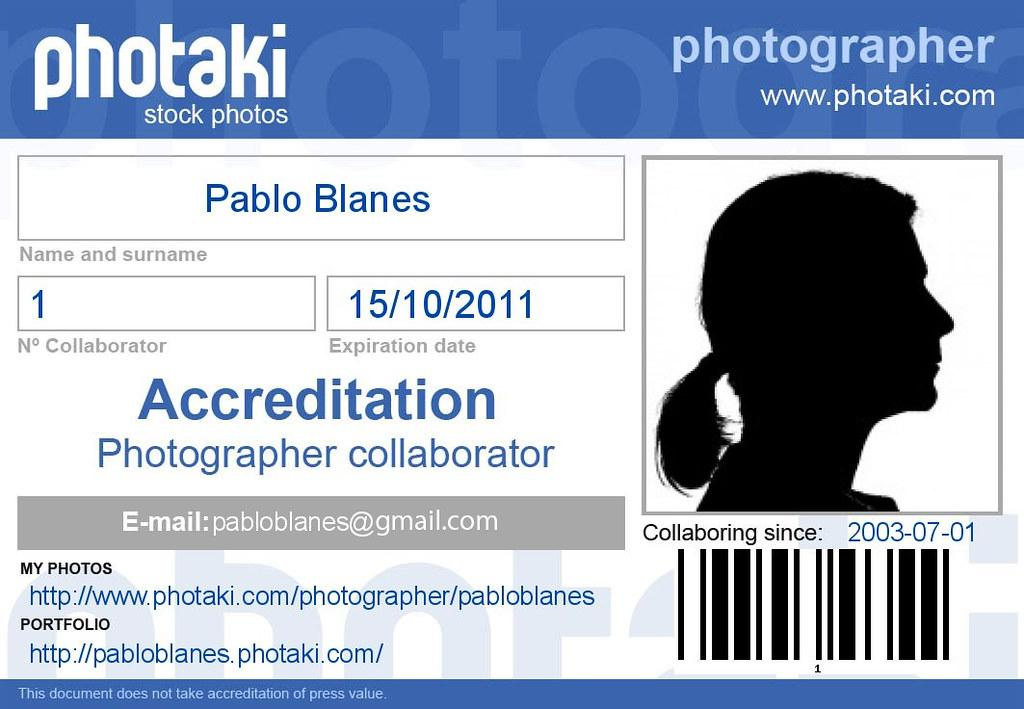 photaki
stock photos
photographer
www.photaki.com
Pablo Blanes
Name and surname
1
Nº Collaborator
15/10/2011
Expiration date
Accreditation
Photographer collaborator
E-mail: pabloblanes@gmail.com
MY PHOTOS
http://www.photaki.com/photographer/pabloblanes
PORTFOLIO
http://pabloblanes.photaki.com/
Collaboring since: 2003-07-01
1
This document does not take accreditation of press value.